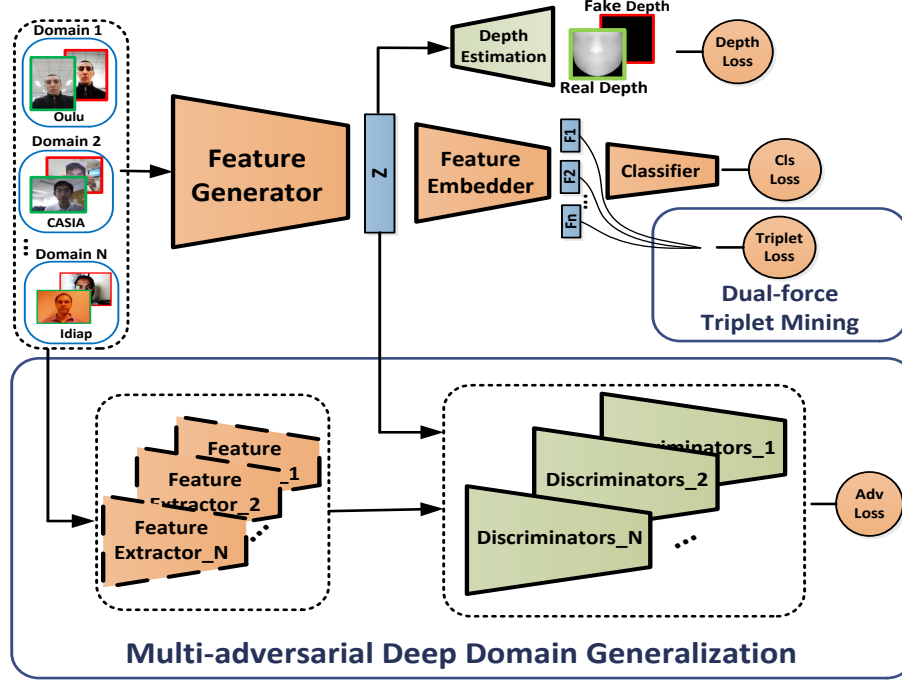 Domain 1
Oulu
Domain 2
CASIA
Domain N
Idiap
Feature
Generator
Z
Depth
Estimation
Fake Depth
Real Depth
Depth
Loss
Feature
Embedder
F1
F2
Fn
Classifier
Cls
Loss
Triplet
Loss
Dual-force
Triplet Mining
Feature
_1
Feature
Extractor_2
Feature
Extractor_N
criminators_1
Discriminators_2
Discriminators_N
Adv
Loss
Multi-adversarial Deep Domain Generalization